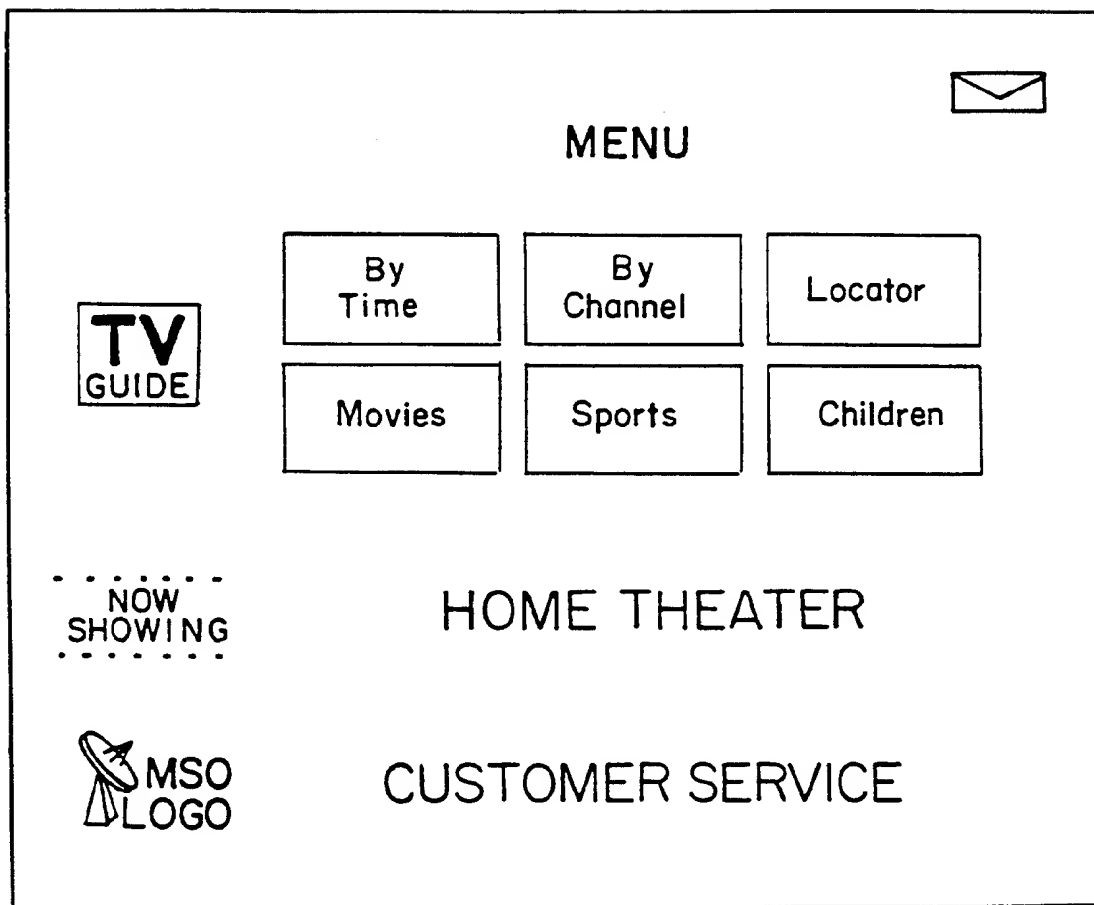 MENU
By
Time
By
Channel
Locator
TV
GUIDE
Movies
Sports
Children
NOW
SHOWING
HOME THEATER
MSO
LOGO
CUSTOMER SERVICE